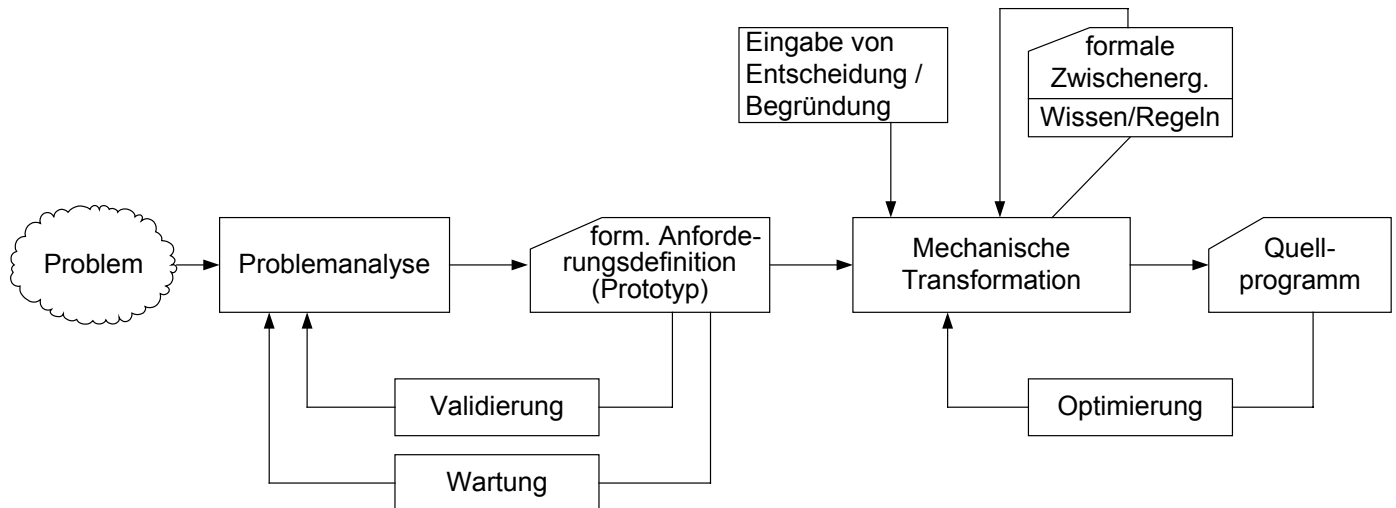 Eingabe von
Entscheidung /
Begründung
formale
Zwischenerg.
Wissen/Regeln
Problem
Problemanalyse
form. Anforde-
rungsdefinition
(Prototyp)
Mechanische
Transformation
Quell-
programm
Validierung
Optimierung
Wartung